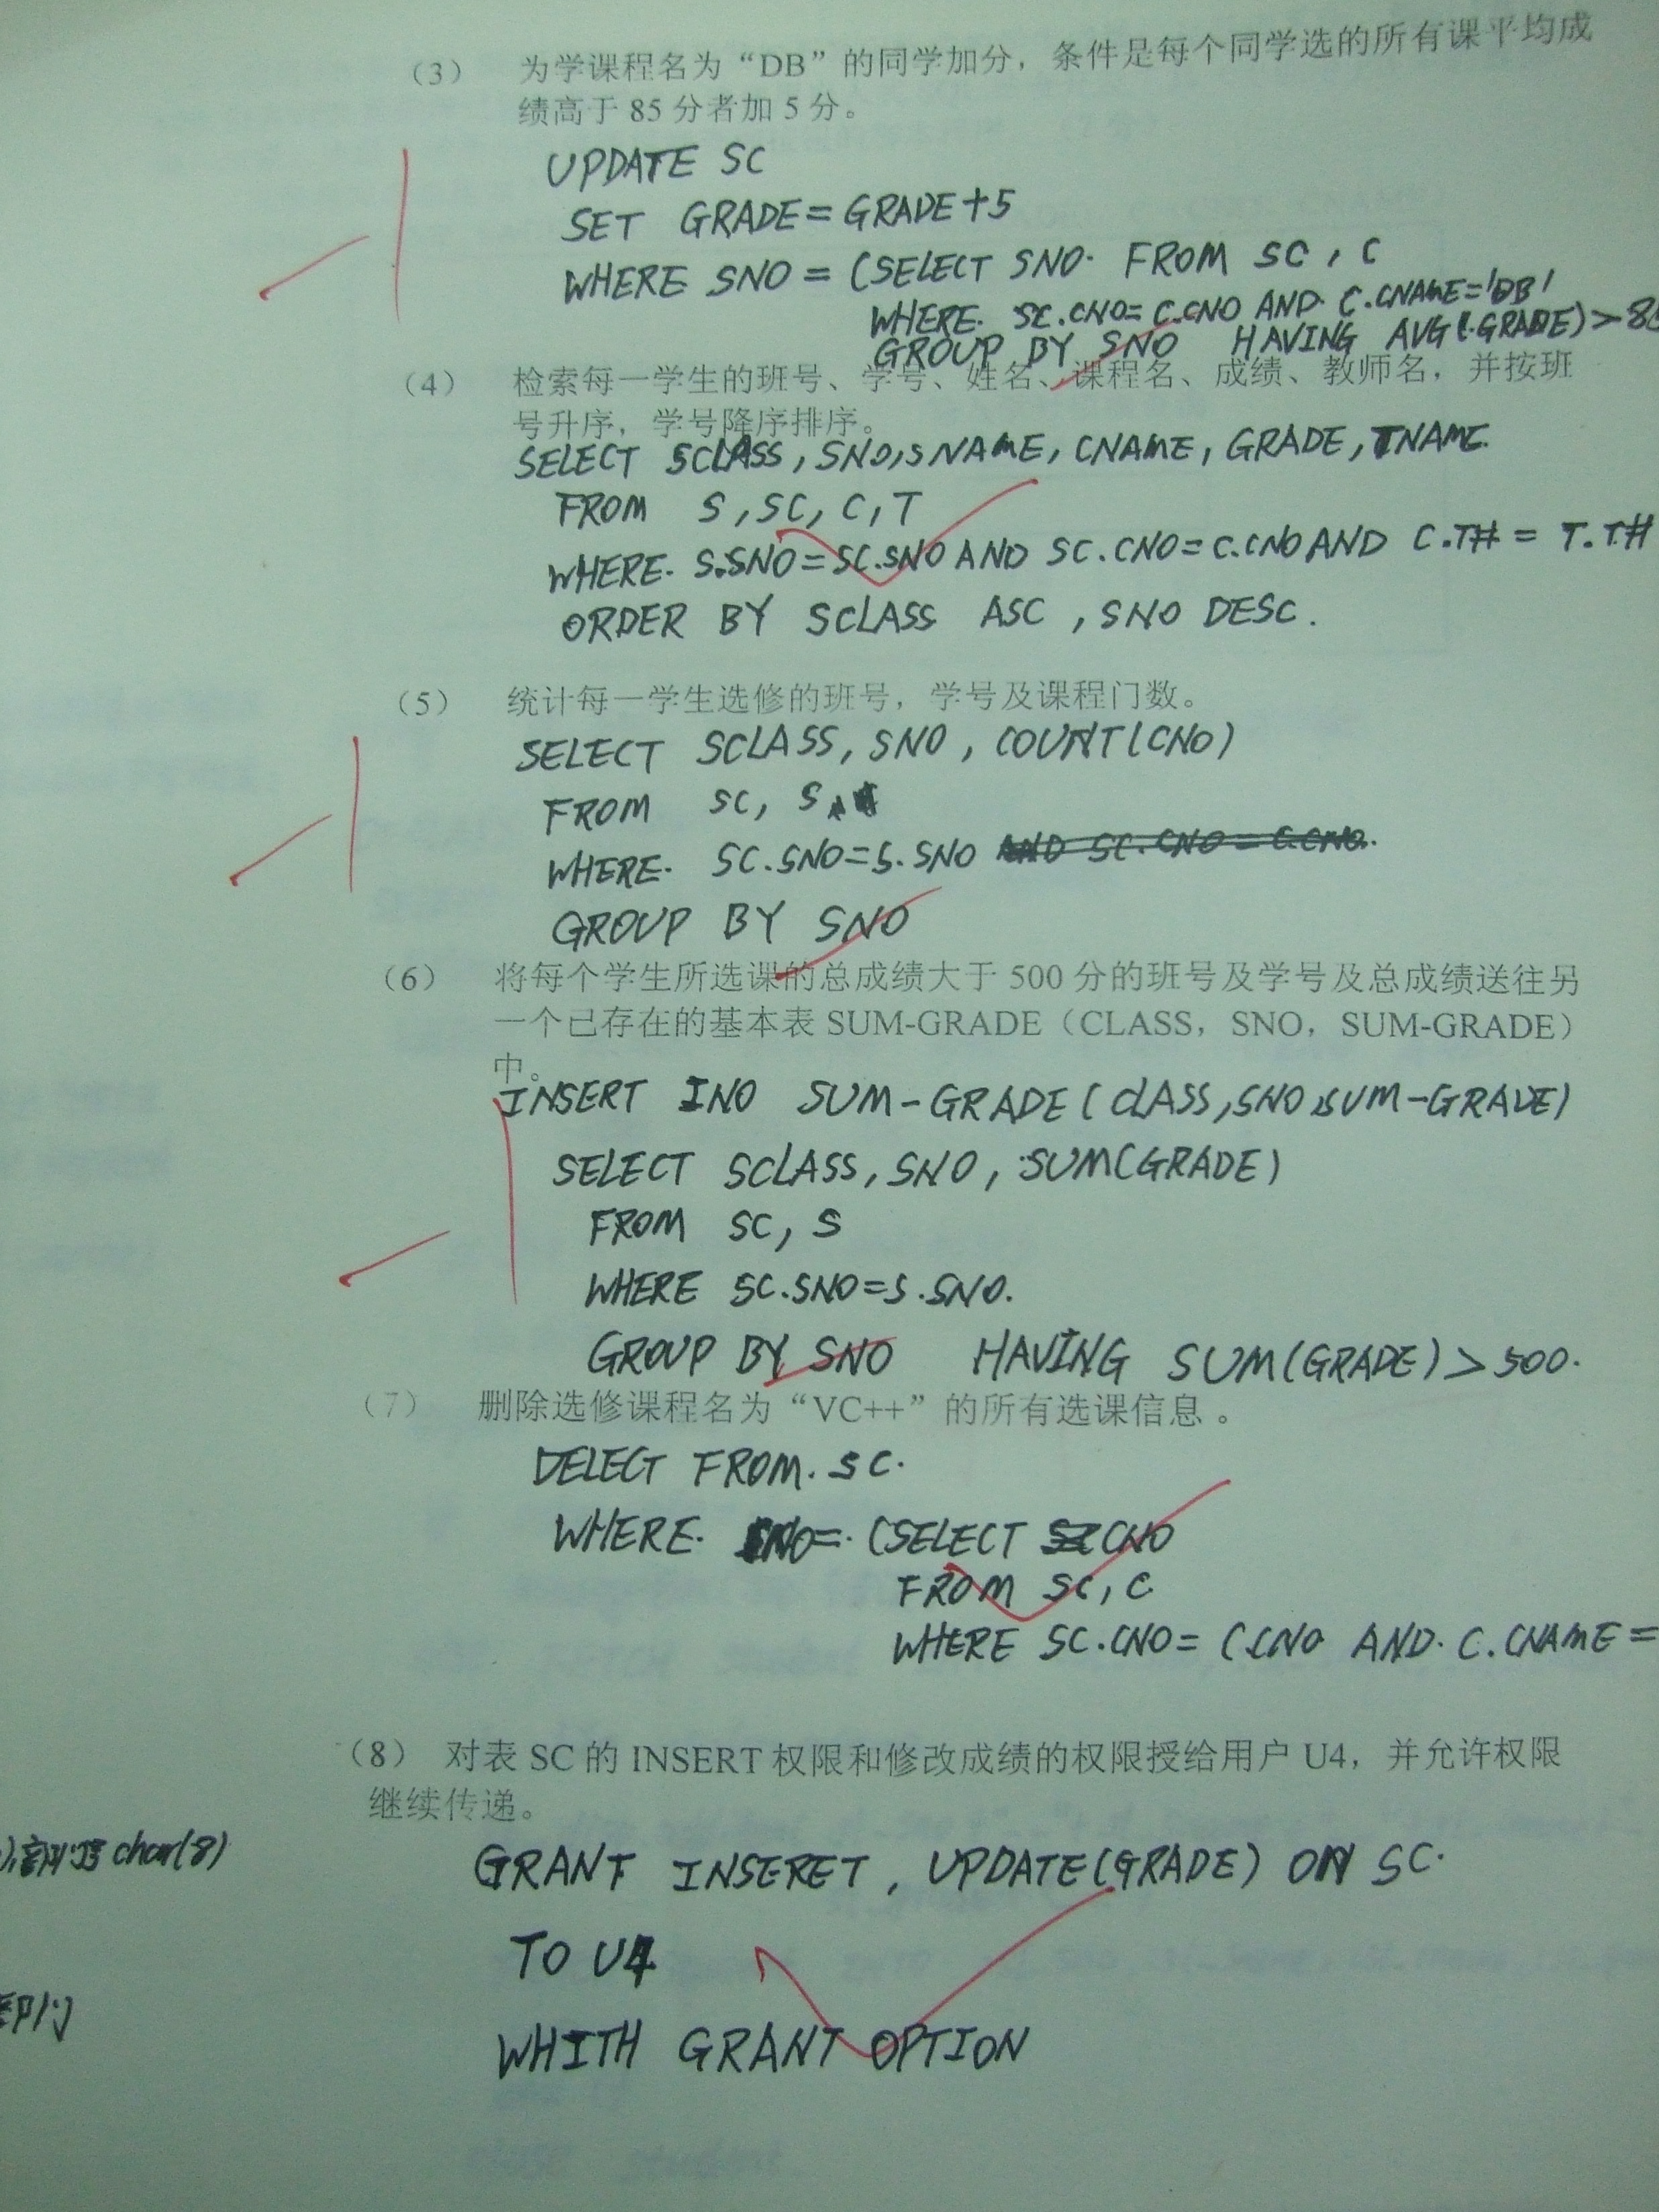 (3) 为学课程名为“DB”的同学加分，条件是每个同学选的所有课平均成
绩高于 85 分者加 5 分。
UPDATE SC
SET GRADE=GRADE+5
WHERE SNO = (SELECT SNO. FROM SC, C
WHERE. SC.CNO= C.CNO AND. C.CNAME='DB'
GROUP BY SNO HAVING AVG(.GRADE)>8
(4) 检索每一学生的班号、学号、姓名、课程名、成绩、教师名，并按班
号升序，学号降序排序。
SELECT SCLASS, SNO, SNAME, CNAME, GRADE, TNAME
FROM S, SC, C, T
WHERE. S.SNO=SC.SNO AND SC.CNO=C.CNO AND C.T# = T.T#
ORDER BY SCLASS ASC, SNO DESC.
(5) 统计每一学生选修的班号，学号及课程门数。
SELECT SCLASS, SNO, COUNT(CNO)
FROM SC, S
WHERE. SC.SNO=S.SNO AND SC.CNO=C.CNO.
GROUP BY SNO
(6) 将每个学生所选课的总成绩大于 500 分的班号及学号及总成绩送往另
一个已存在的基本表 SUM-GRADE（CLASS，SNO，SUM-GRADE）
中。
INSERT INO SUM-GRADE(CLASS,SNO,SUM-GRADE)
SELECT SCLASS, SNO, SUM(GRADE)
FROM SC, S
WHERE SC.SNO=S.SNO.
GROUP BY SNO HAVING SUM(GRADE)>500.
(7) 删除选修课程名为“VC++”的所有选课信息 。
DELECT FROM. SC.
WHERE. NO=. (SELECT CNO
FROM SC, C
WHERE SC.CNO= C.CNO AND. C.CNAME=
(8) 对表 SC 的 INSERT 权限和修改成绩的权限授给用户 U4，并允许权限
继续传递。
char(8)
GRANT INSERET, UPDATE(GRADE) ON SC.
TO U4
WHITH GRANT OPTION